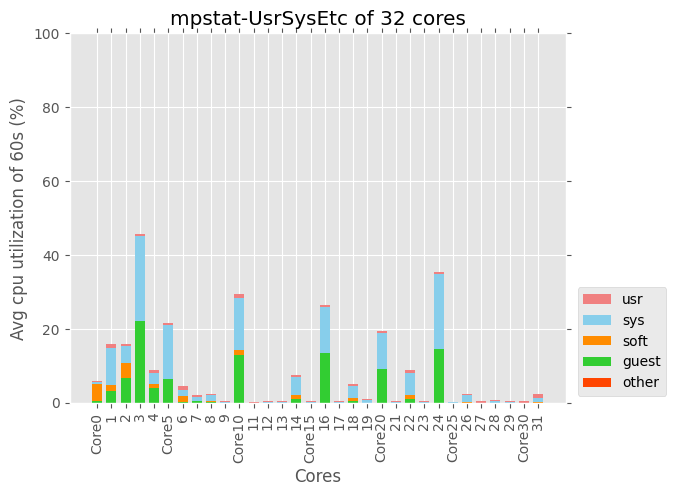 mpstat-UsrSysEtc of 32 cores
Avg cpu utilization of 60s (%)
100
80
60
40
20
0
Core0
1
2
3
4
Core5
6
7
8
9
Core10
11
12
13
14
Core15
16
17
18
19
Core20
21
22
23
24
Core25
26
27
28
29
Core30
31
Cores
usr
sys
soft
guest
other